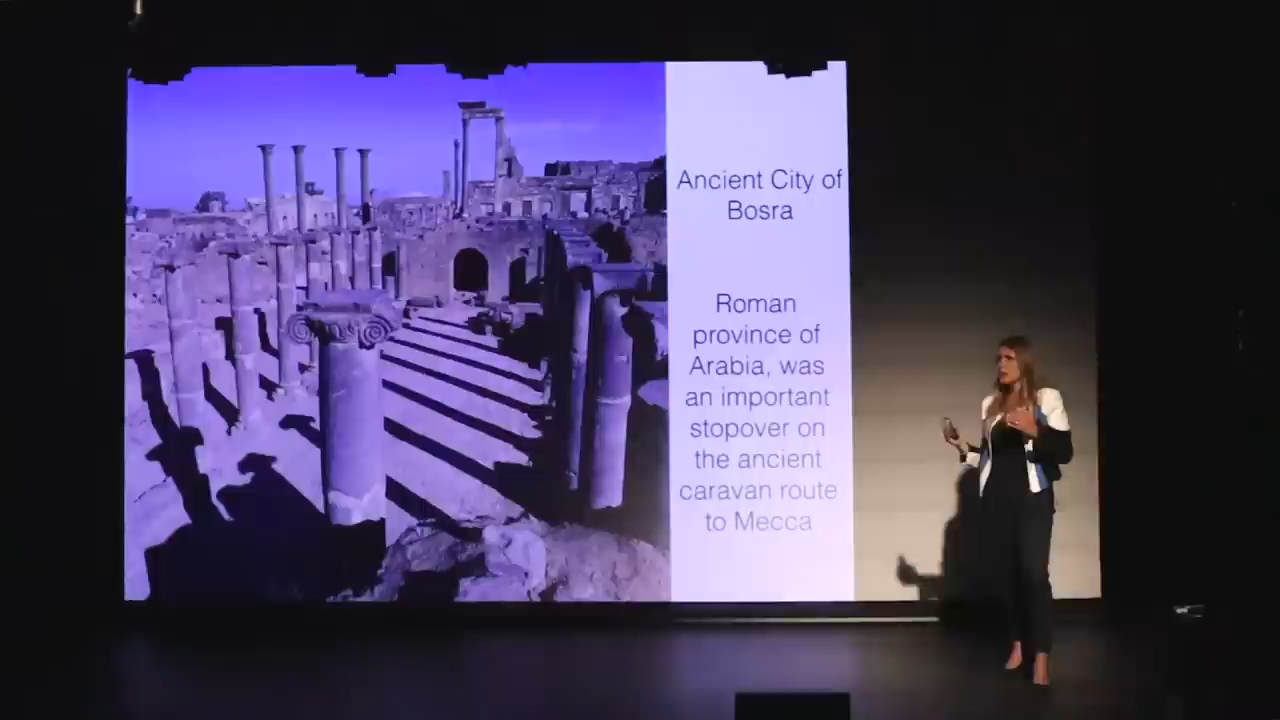 Ancient City of
Bosra
Roman
province of
Arabia, was
an important
stopover on
the ancient
caravan route
to Mecca